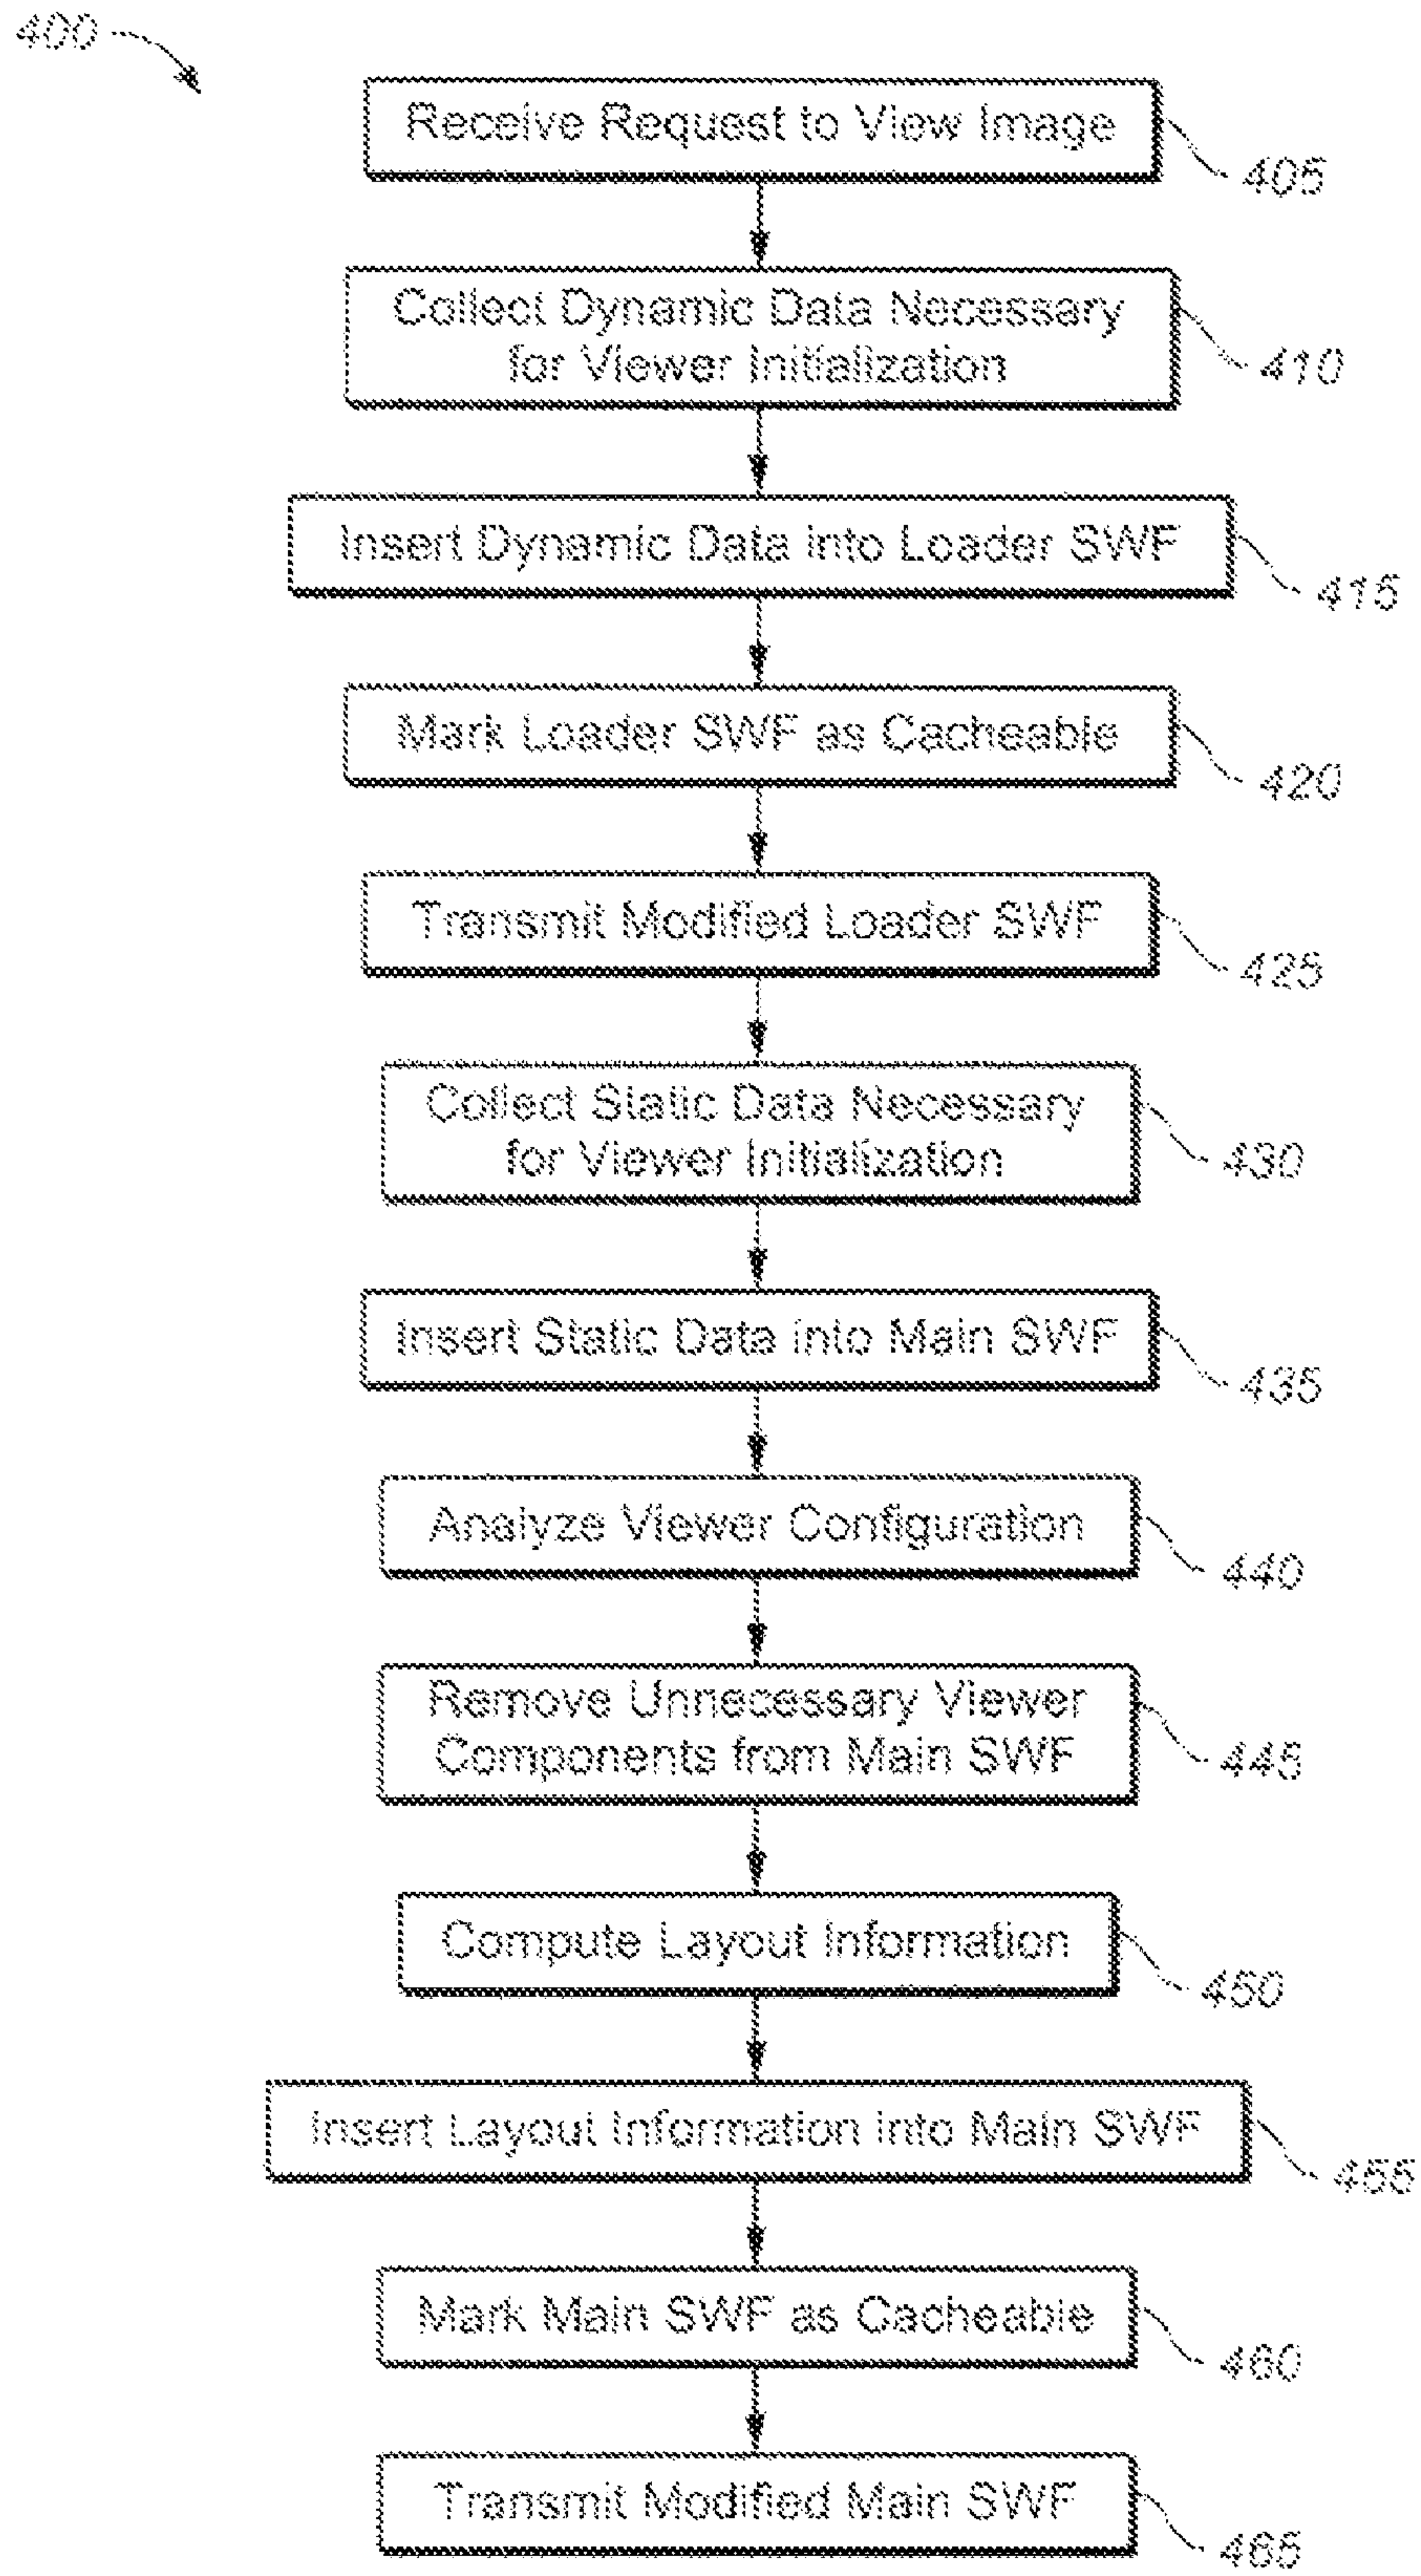 400
Receive Request to View Image
405
Collect Dynamic Data Necessary
for Viewer Initialization
410
Insert Dynamic Data into Loader SWF
415
Mark Loader SWF as Cacheable
420
Transmit Modified Loader SWF
425
Collect Static Data Necessary
for Viewer Initialization
430
Insert Static Data into Main SWF
435
Analyze Viewer Configuration
440
Remove Unnecessary Viewer
Components from Main SWF
445
Compute Layout Information
450
Insert Layout Information into Main SWF
455
Mark Main SWF as Cacheable
460
Transmit Modified Main SWF
465